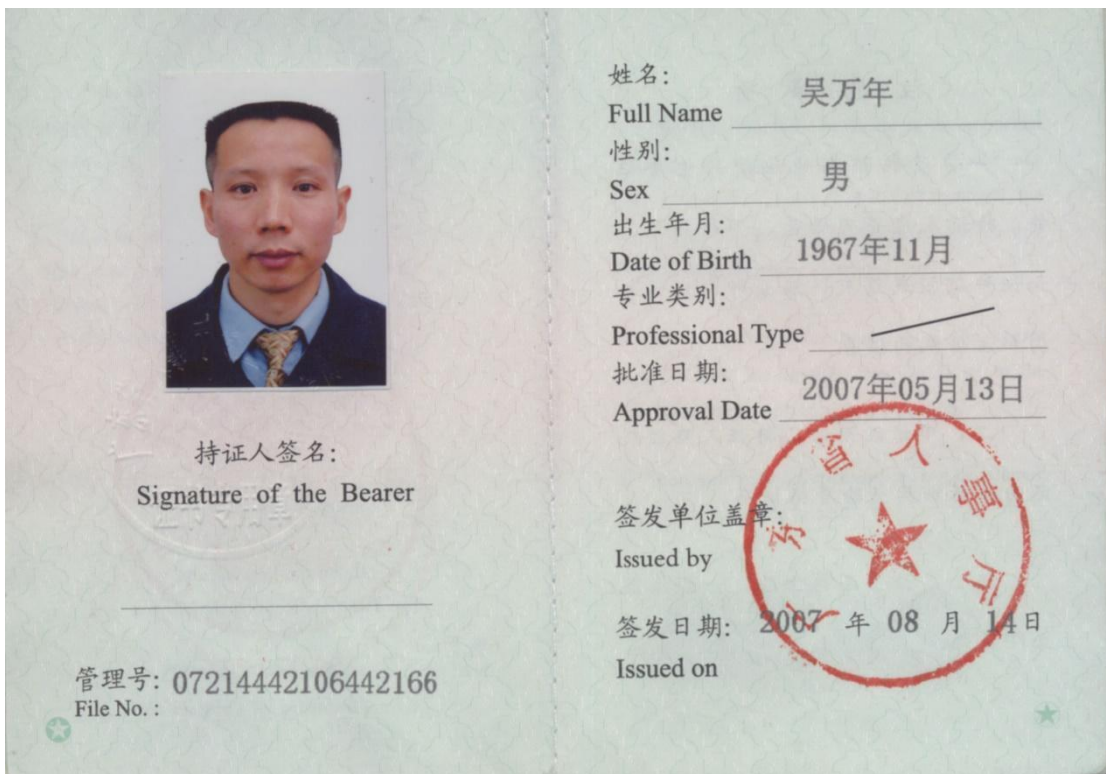 持证人签名:
Signature of the Bearer
管理号: 07214442106442166
File No. :
姓名:
吴万年
Full Name
性别:
男
Sex
出生年月:
1967年11月
Date of Birth
专业类别:
Professional Type
批准日期:
2007年05月13日
Approval Date
签发单位盖章:
Issued by
广东省人事厅
签发日期: 2007 年 08 月 14日
Issued on